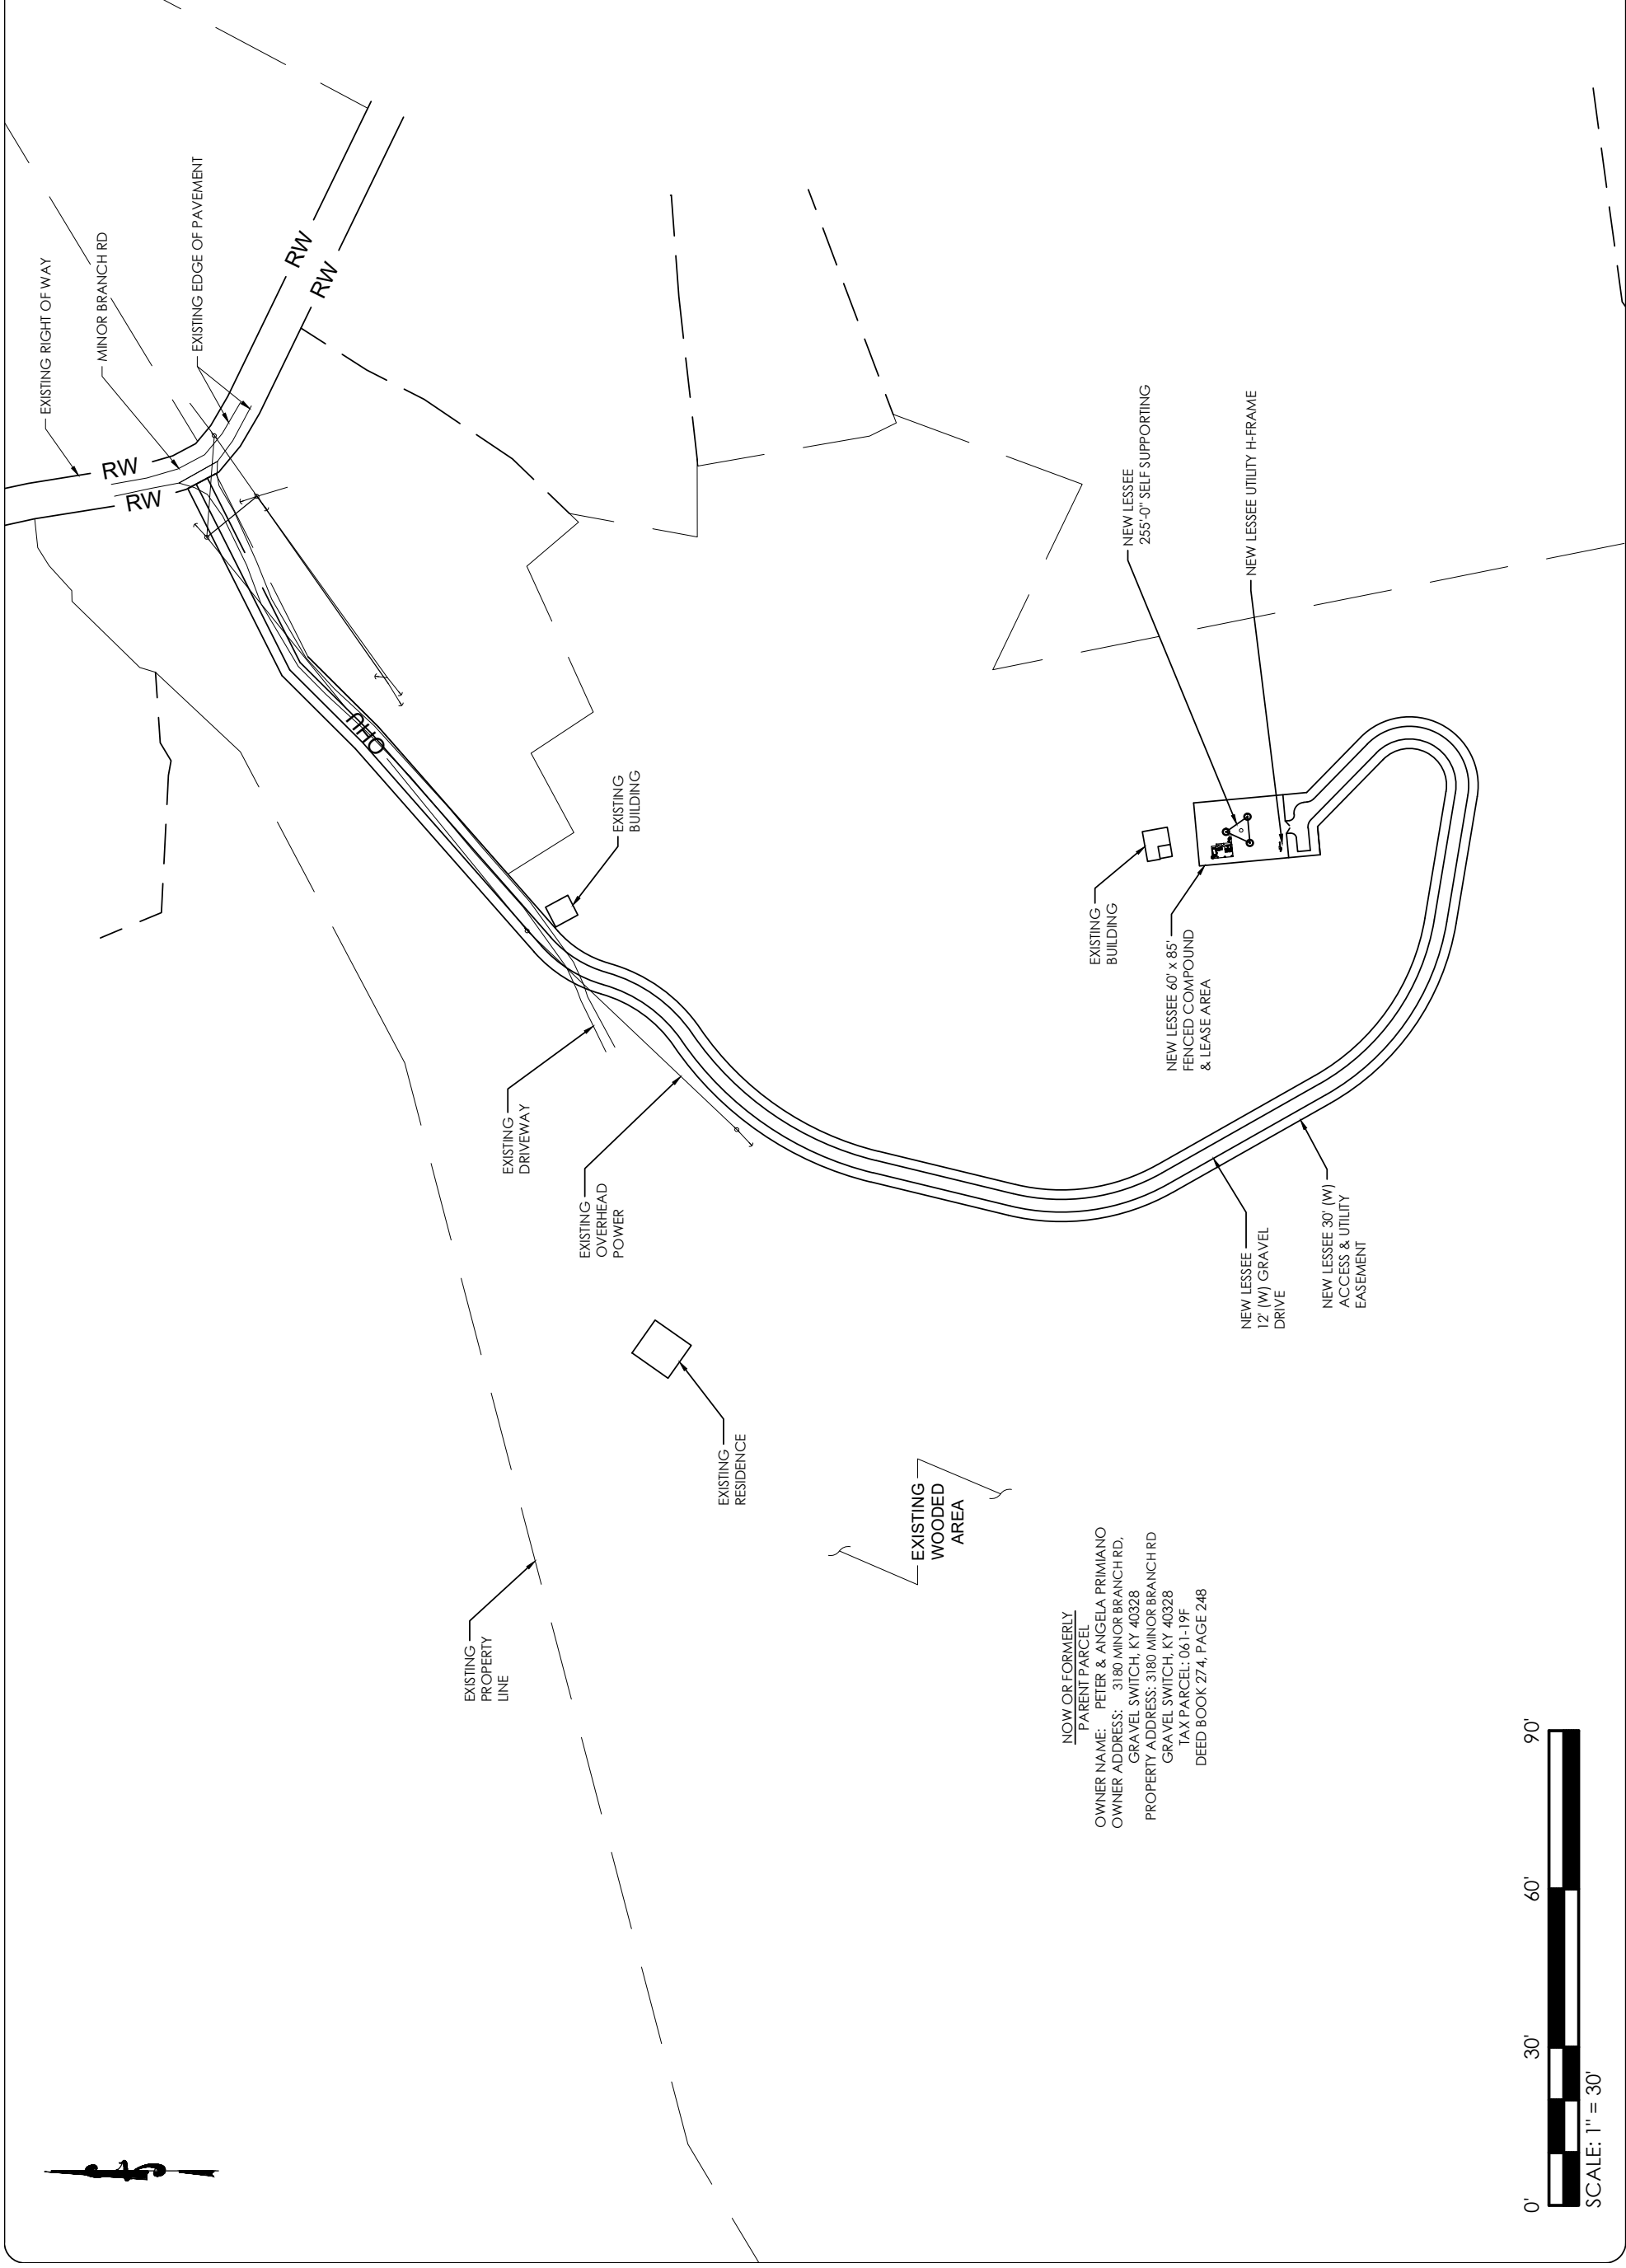 EXISTING RIGHT OF WAY
MINOR BRANCH RD
EXISTING EDGE OF PAVEMENT
RW
RW
RW
RW
OHU
EXISTING
BUILDING
EXISTING
DRIVEWAY
EXISTING
OVERHEAD
POWER
EXISTING
PROPERTY
LINE
EXISTING
RESIDENCE
EXISTING
WOODED
AREA
NEW LESSEE
255'-0" SELF SUPPORTING
NEW LESSEE UTILITY H-FRAME
EXISTING
BUILDING
NEW LESSEE 60' x 85'
FENCED COMPOUND
& LEASE AREA
NEW LESSEE
12' (W) GRAVEL
DRIVE
NEW LESSEE 30' (W)
ACCESS & UTILITY
EASEMENT
NOW OR FORMERLY
PARENT PARCEL
OWNER NAME: PETER & ANGELA PRIMIANO
OWNER ADDRESS: 3180 MINOR BRANCH RD,
GRAVEL SWITCH, KY 40328
PROPERTY ADDRESS: 3180 MINOR BRANCH RD
GRAVEL SWITCH, KY 40328
TAX PARCEL: 061-19F
DEED BOOK 274, PAGE 248
0' 30' 60' 90'
SCALE: 1" = 30'